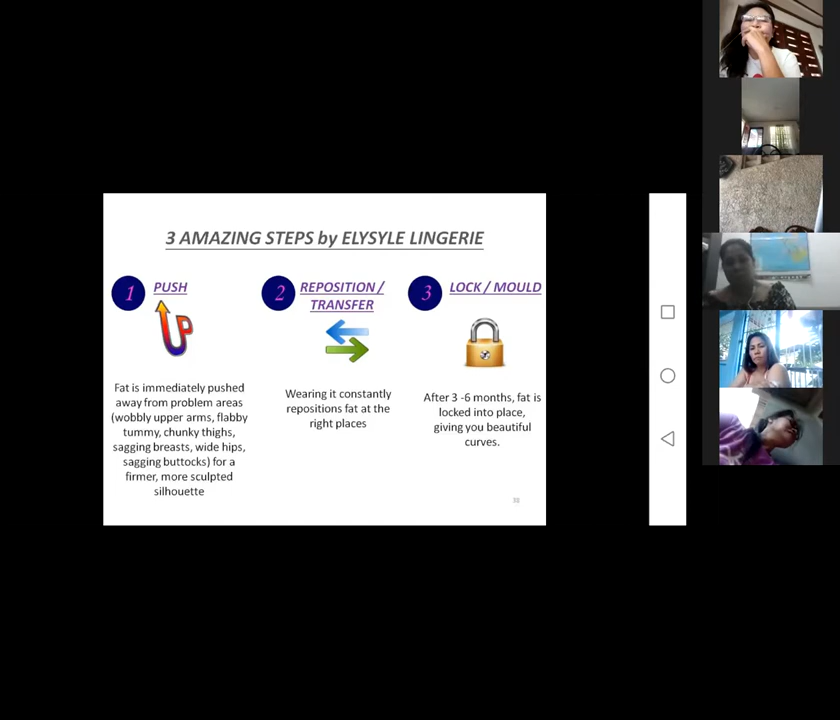 3 AMAZING STEPS by ELYSYLE LINGERIE
1 PUSH
UP
Fat is immediately pushed
away from problem areas
(wobbly upper arms, flabby
tummy, chunky thighs,
sagging breasts, wide hips,
sagging buttocks) for a
firmer, more sculpted
silhouette
2 REPOSITION /
TRANSFER
Wearing it constantly
repositions fat at the
right places
3 LOCK / MOULD
After 3 -6 months, fat is
locked into place,
giving you beautiful
curves.